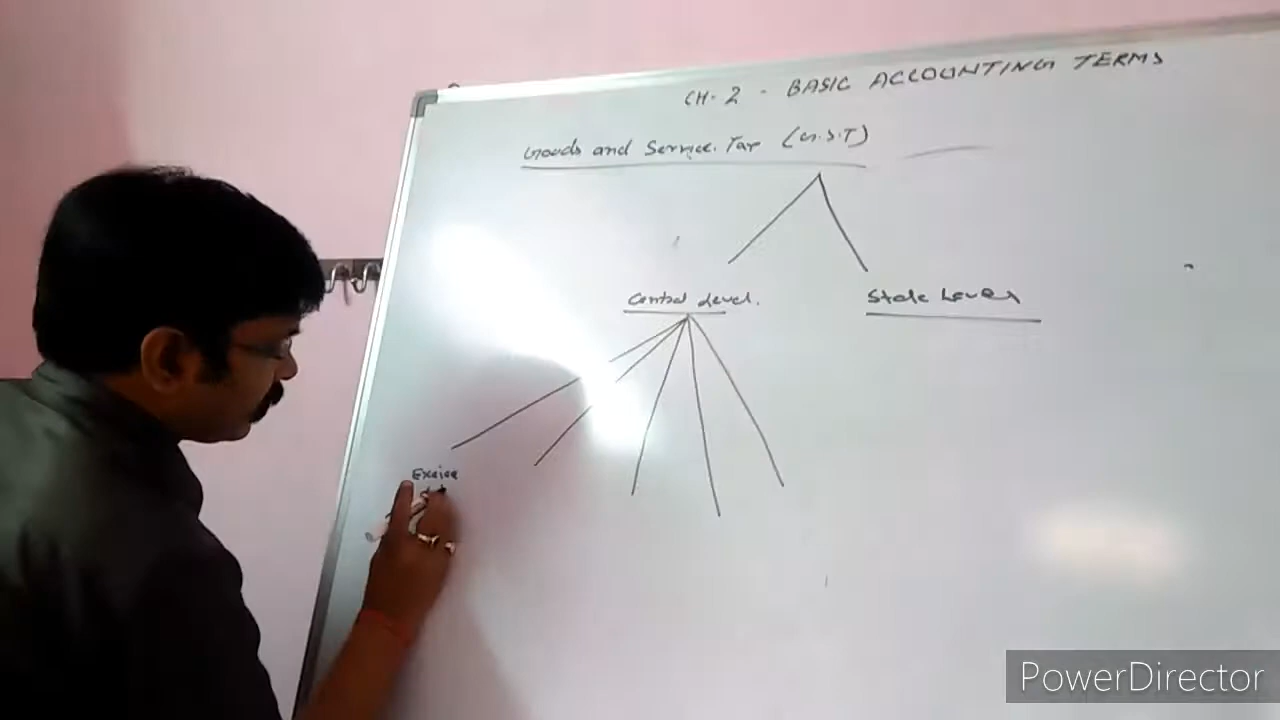 CH. 2 - BASIC ACCOUNTING TERMS
Goods and Service. Tax (G.S.T)
Central Level.
State Level
Excise
PowerDirector